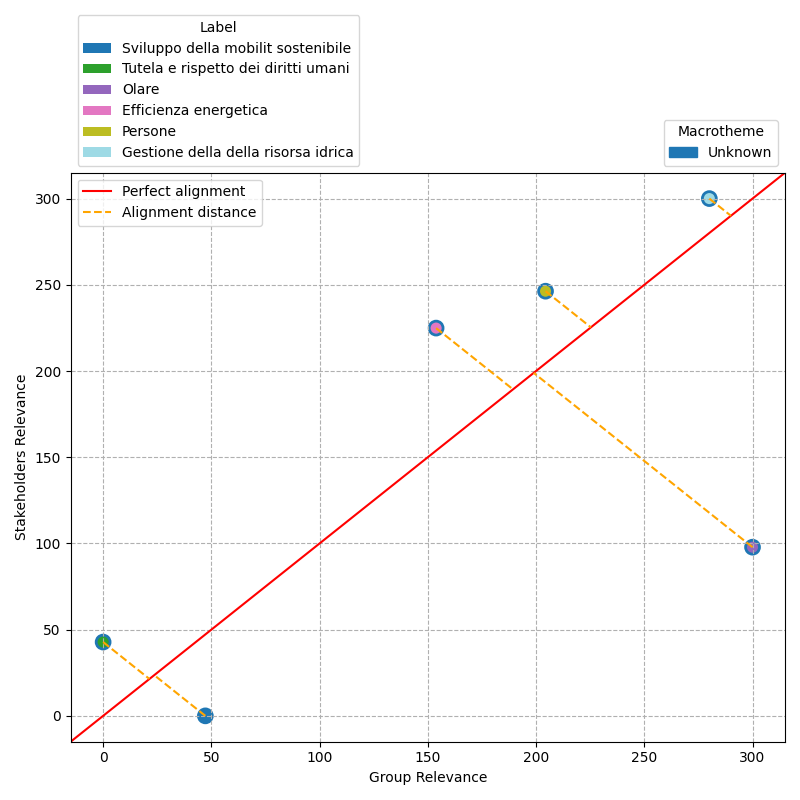 Label
Sviluppo della mobilit sostenibile
Tutela e rispetto dei diritti umani
Olare
Efficienza energetica
Persone
Gestione della della risorsa idrica
Macrotheme
Unknown
Perfect alignment
Alignment distance
300
250
200
150
100
50
0
Stakeholders Relevance
0 50 100 150 200 250 300
Group Relevance